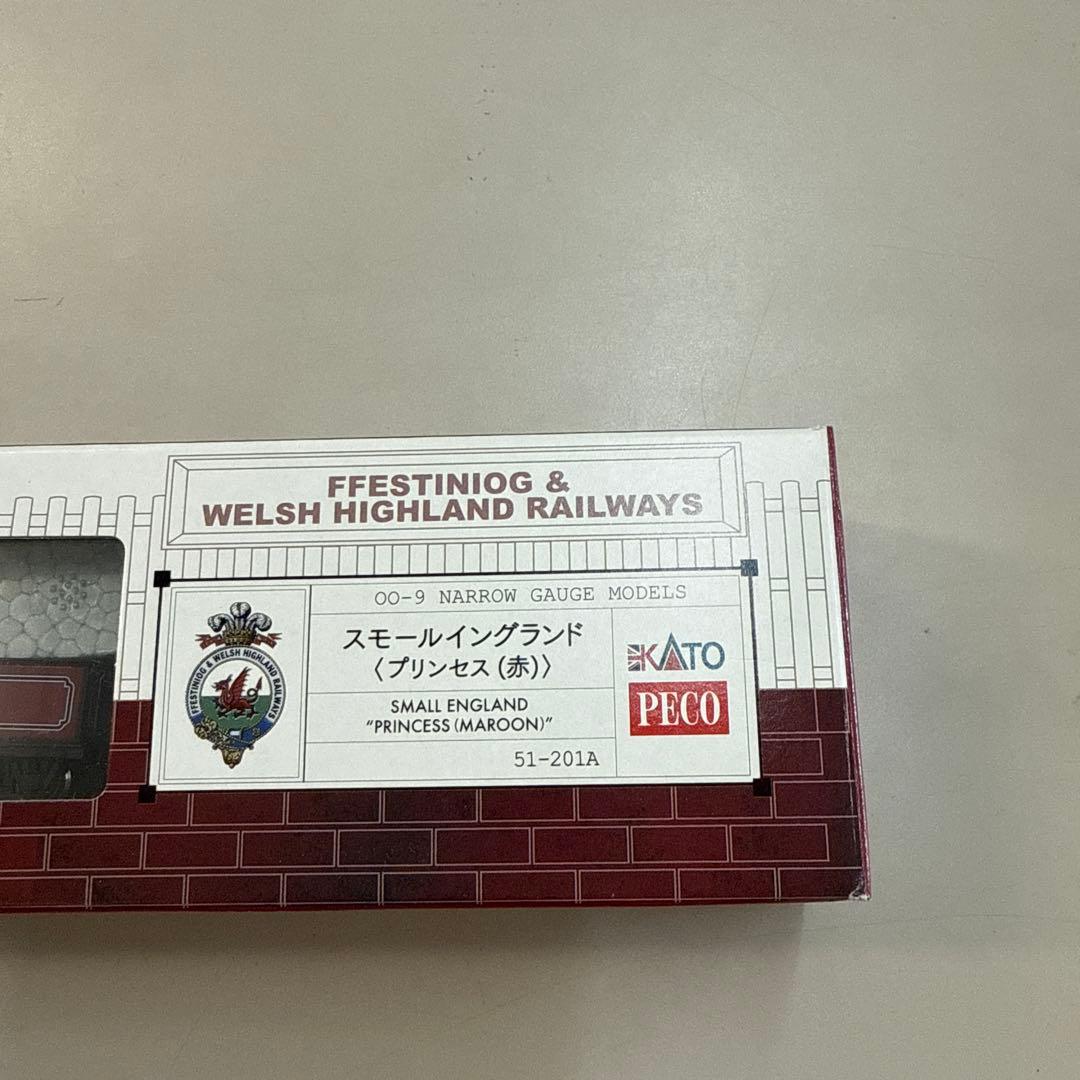 FFESTINIOG &
WELSH HIGHLAND RAILWAYS
OO-9 NARROW GAUGE MODELS
FFESTINIOG & WELSH HIGHLAND RAILWAYS
スモールイングランド
〈プリンセス (赤)〉
SMALL ENGLAND
"PRINCESS (MAROON)"
51-201A
KATO
PECO